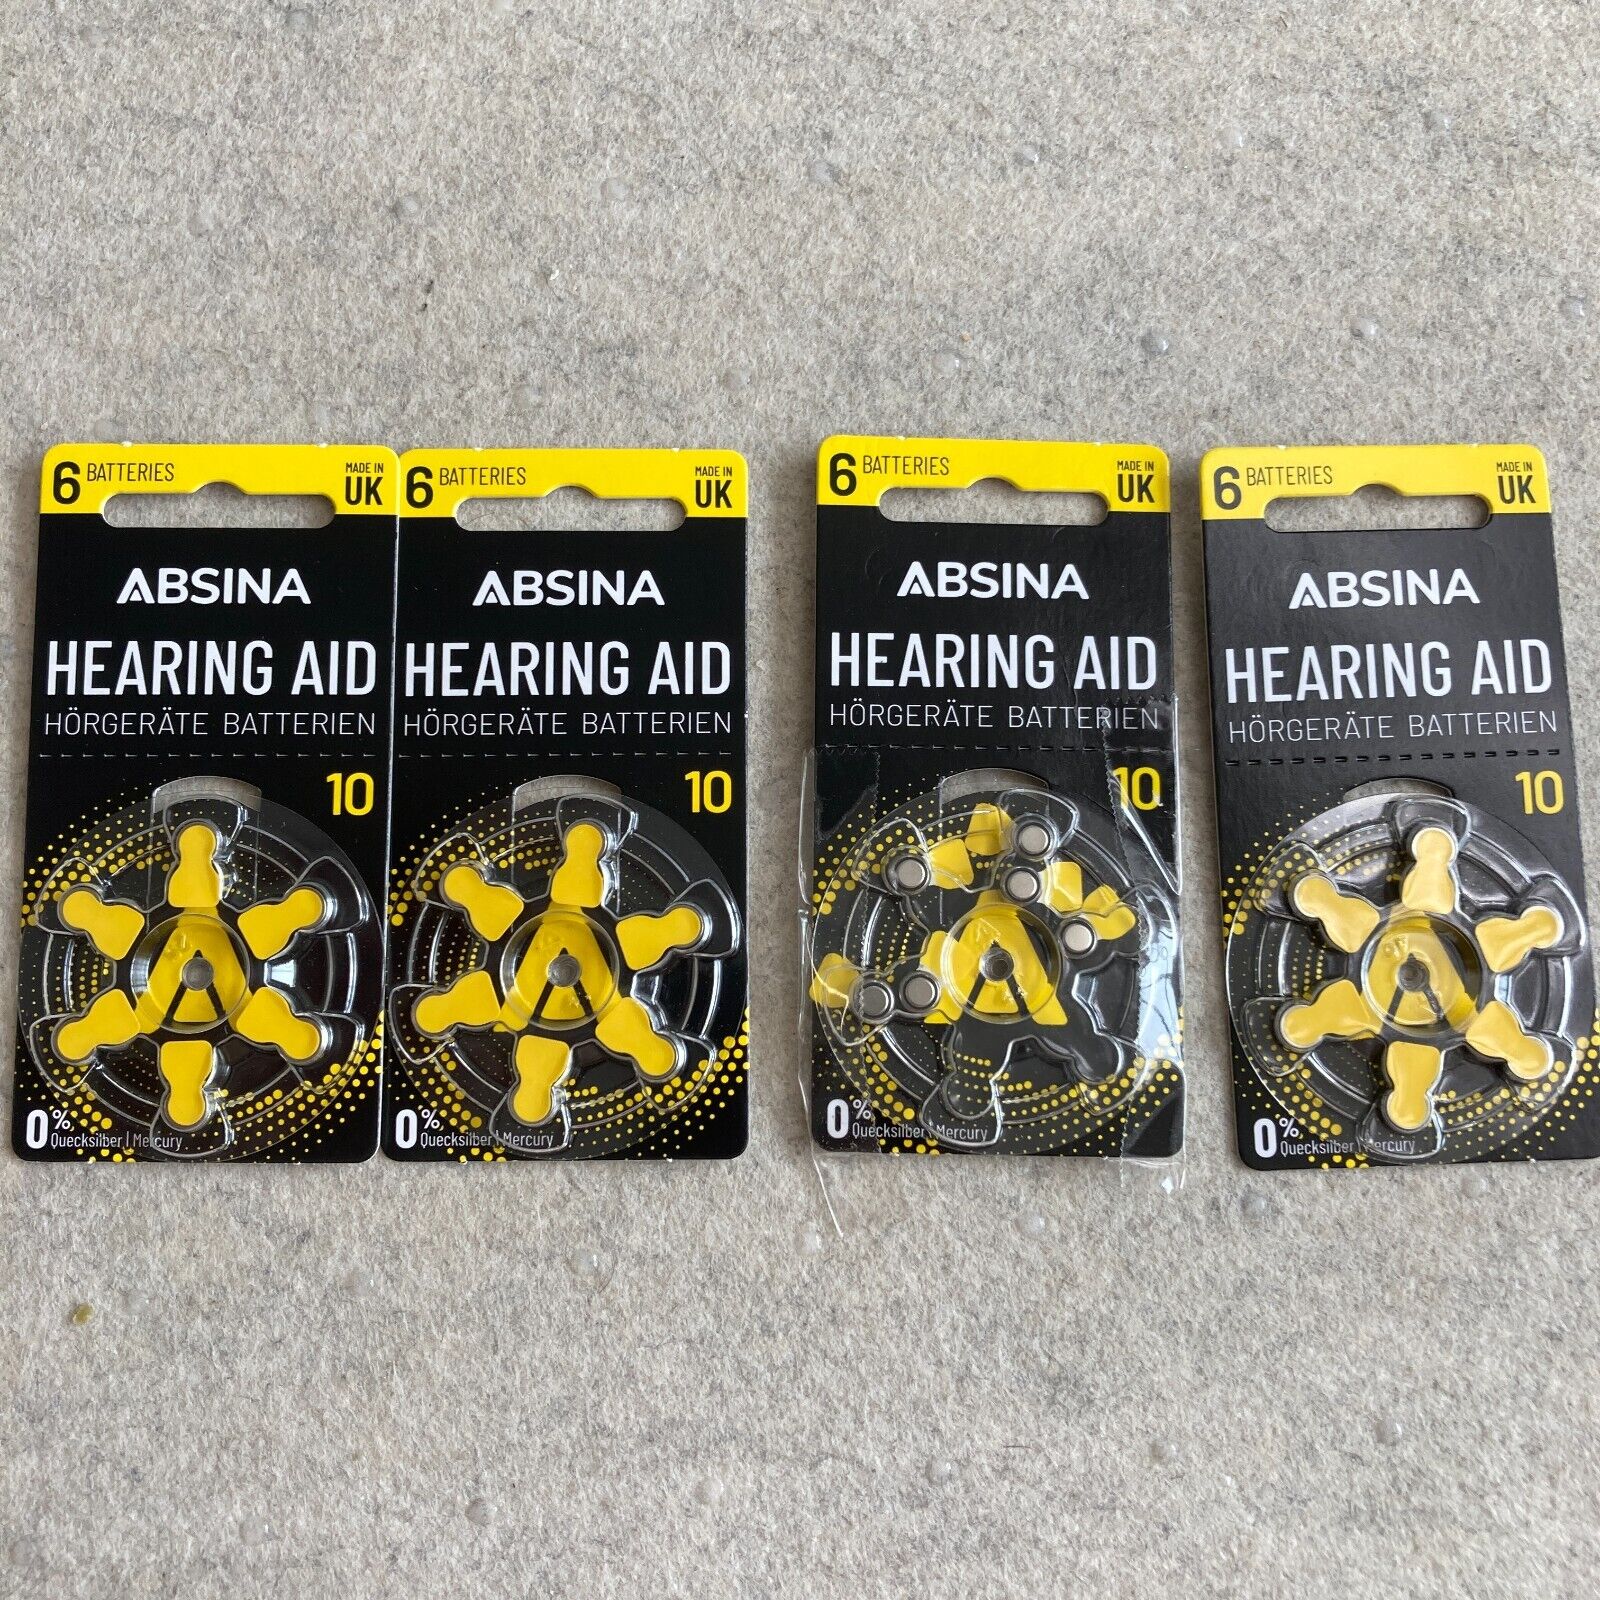 6 BATTERIES MADE IN UK
ABSINA
HEARING AID
HÖRGERÄTE BATTERIEN
10
0% Quecksilber | Mercury
6 BATTERIES MADE IN UK
ABSINA
HEARING AID
HÖRGERÄTE BATTERIEN
10
0% Quecksilber | Mercury
6 BATTERIES MADE IN UK
ABSINA
HEARING AID
HÖRGERÄTE BATTERIEN
10
0% Quecksilber | Mercury
6 BATTERIES MADE IN UK
ABSINA
HEARING AID
HÖRGERÄTE BATTERIEN
10
0% Quecksilber | Mercury